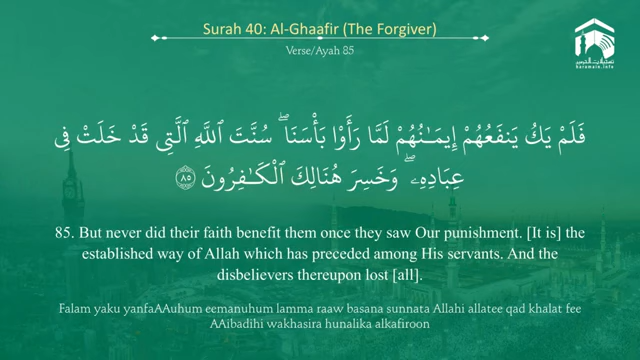 Surah 40: Al-Ghaafir (The Forgiver)
Verse/Ayah 85
haramain.info
فَلَمْ يَكُ يَنفَعُهُمْ إِيمَـٰنُهُمْ لَمَّا رَأَوْا۟ بَأْسَنَا ۖ سُنَّتَ ٱللَّهِ ٱلَّتِى قَدْ خَلَتْ فِى
عِبَادِهِۦ ۖ وَخَسِرَ هُنَالِكَ ٱلْكَـٰفِرُونَ ٨٥
85. But never did their faith benefit them once they saw Our punishment. [It is] the
established way of Allah which has preceded among His servants. And the
disbelievers thereupon lost [all].
Falam yaku yanfaAAuhum eemanuhum lamma raaw basana sunnata Allahi allatee qad khalat fee
AAibadihi wakhasira hunalika alkafiroon